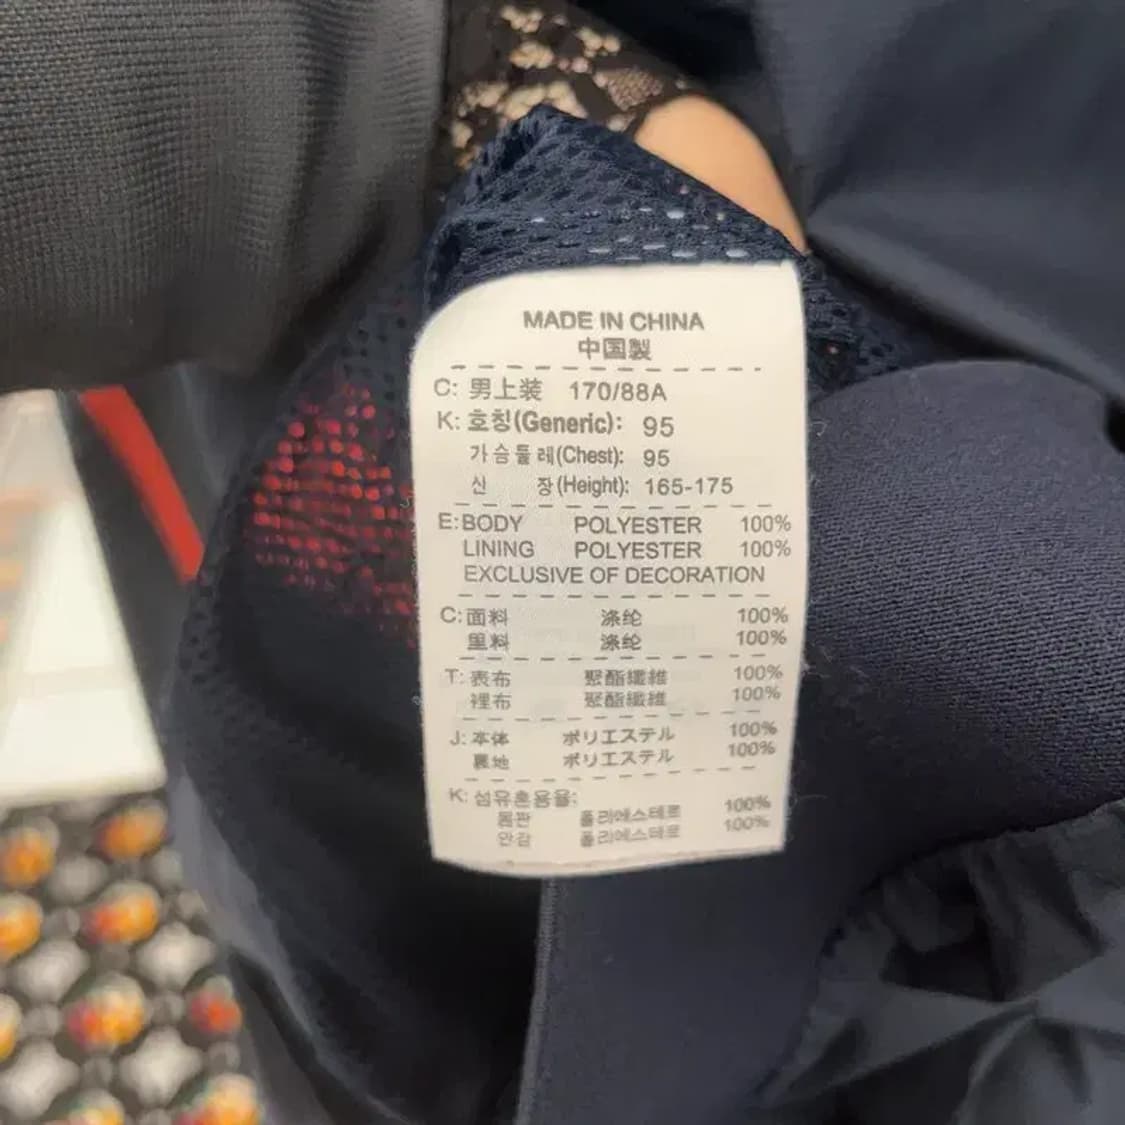 MADE IN CHINA
中国製
C: 男上装 170/88A
K: 호칭(Generic): 95
가슴둘레(Chest): 95
신 장(Height): 165-175
E: BODY POLYESTER 100%
LINING POLYESTER 100%
EXCLUSIVE OF DECORATION
C: 面料 涤纶 100%
里料 涤纶 100%
T: 表布 聚酯纖維 100%
裡布 聚酯纖維 100%
J: 本体 ポリエステル 100%
裏地 ポリエステル 100%
K: 섬유혼용율:
몸판 폴리에스테르 100%
안감 폴리에스테르 100%